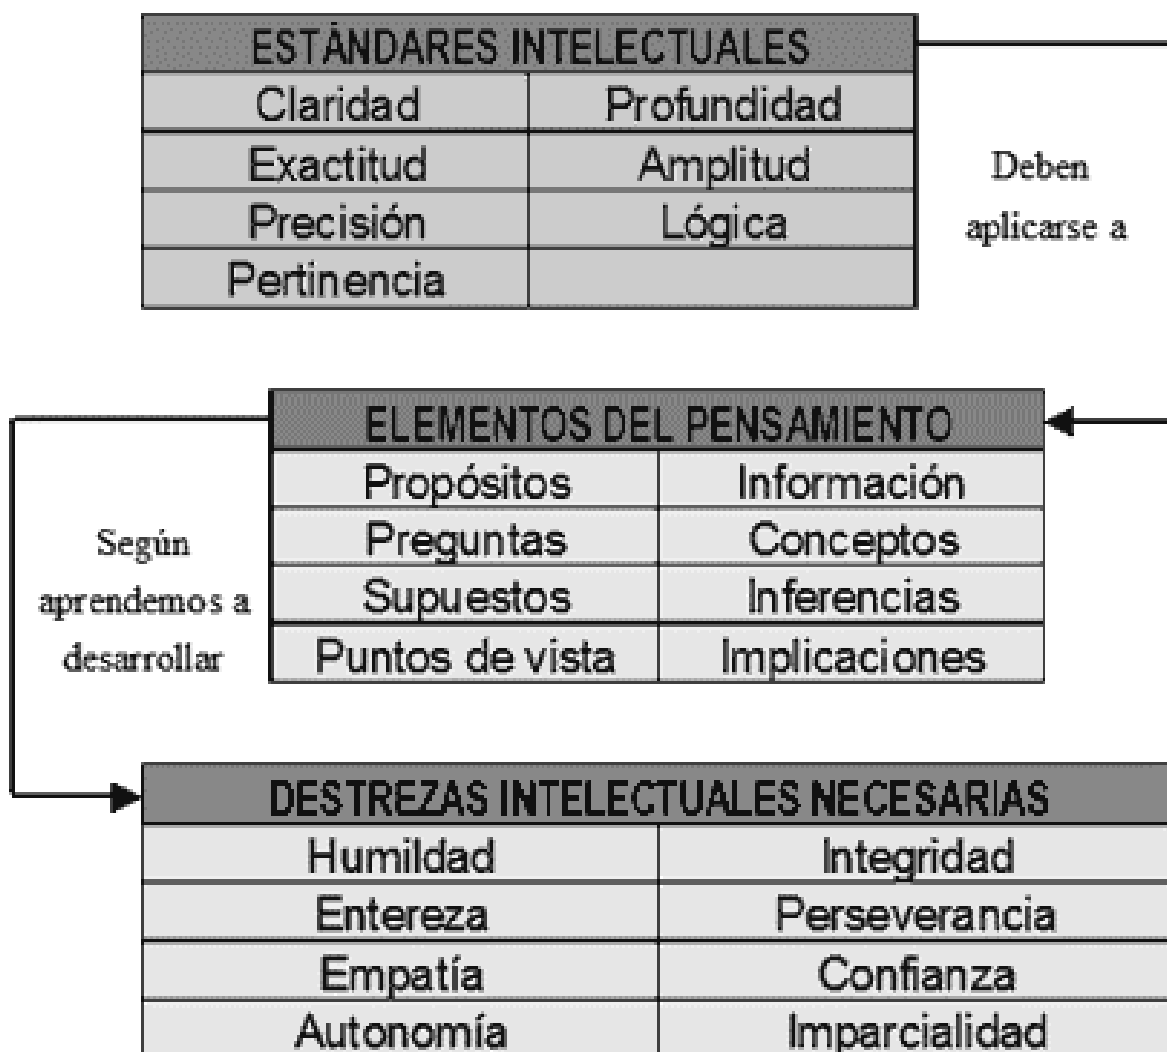 ESTÁNDARES INTELECTUALES
Claridad Profundidad
Exactitud Amplitud
Precisión Lógica
Pertinencia
Deben
aplicarse a
ELEMENTOS DEL PENSAMIENTO
Propósitos Información
Preguntas Conceptos
Supuestos Inferencias
Puntos de vista Implicaciones
Según
aprendemos a
desarrollar
DESTREZAS INTELECTUALES NECESARIAS
Humildad Integridad
Entereza Perseverancia
Empatía Confianza
Autonomía Imparcialidad